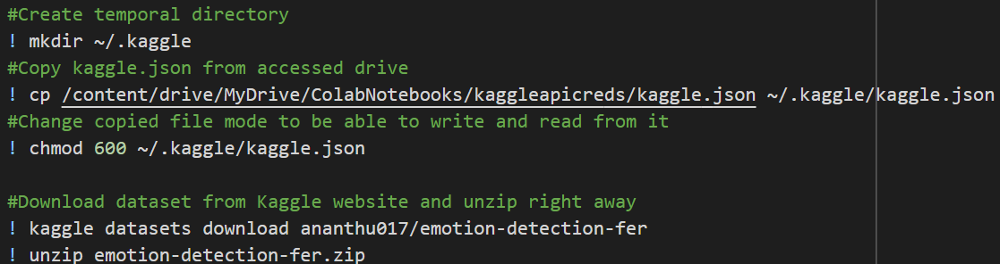 #Create temporal directory
! mkdir ~/.kaggle
#Copy kaggle.json from accessed drive
! cp /content/drive/MyDrive/ColabNotebooks/kaggleapicreds/kaggle.json ~/.kaggle/kaggle.json
#Change copied file mode to be able to write and read from it
! chmod 600 ~/.kaggle/kaggle.json
#Download dataset from Kaggle website and unzip right away
! kaggle datasets download ananthu017/emotion-detection-fer
! unzip emotion-detection-fer.zip